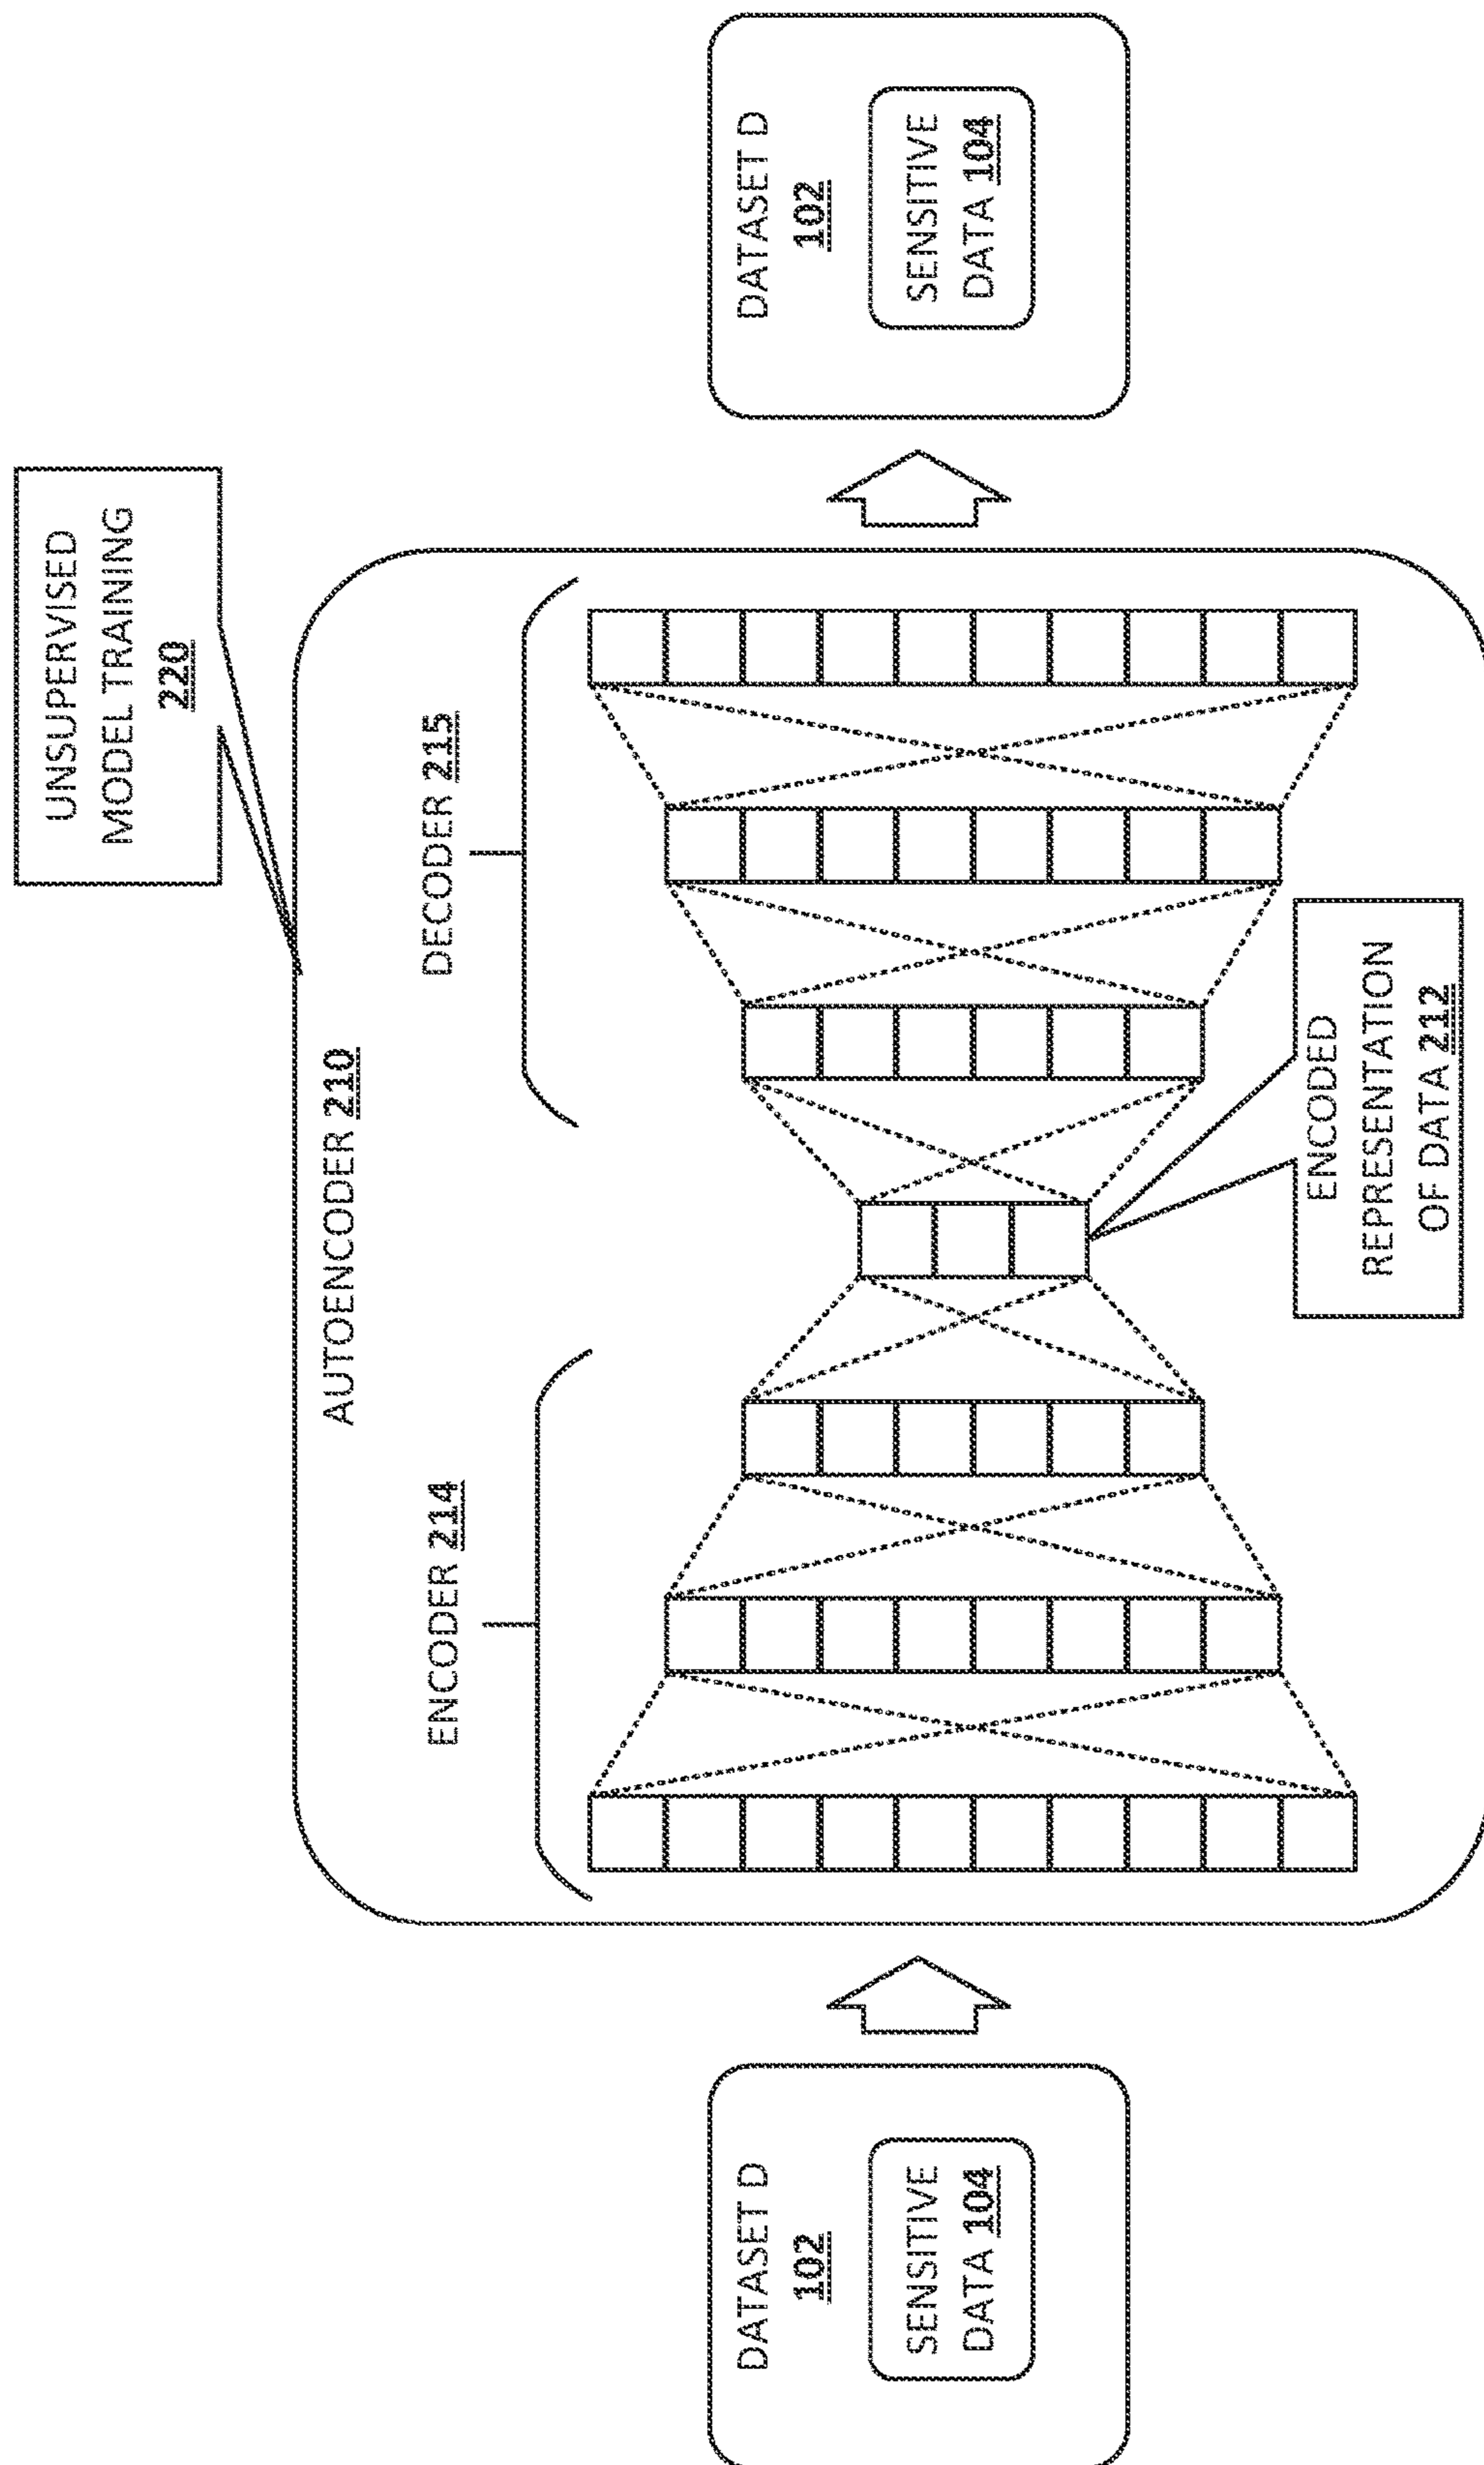 UNSUPERVISED
MODEL TRAINING
220
AUTOENCODER 210
ENCODER 214
DECODER 215
DATASET D
102
SENSITIVE
DATA 104
ENCODED
REPRESENTATION
OF DATA 212
DATASET D
102
SENSITIVE
DATA 104